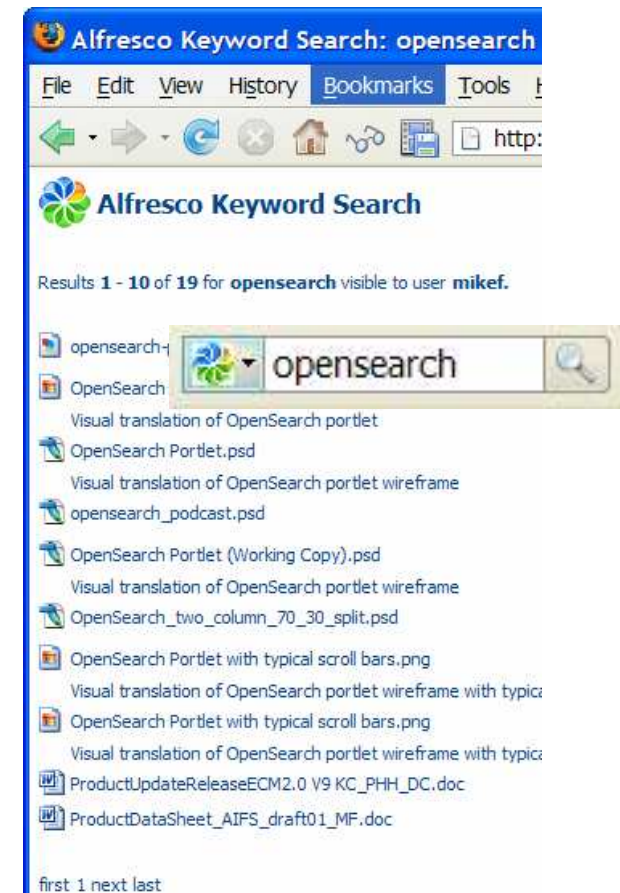 Alfresco Keyword Search: opensearch
File Edit View History Bookmarks Tools
http:
Alfresco Keyword Search
Results 1 - 10 of 19 for opensearch visible to user mikef.
opensearch
opensearch-
OpenSearch
Visual translation of OpenSearch portlet
OpenSearch Portlet.psd
Visual translation of OpenSearch portlet wireframe
opensearch_podcast.psd
OpenSearch Portlet (Working Copy).psd
Visual translation of OpenSearch portlet wireframe
OpenSearch_two_column_70_30_split.psd
OpenSearch Portlet with typical scroll bars.png
Visual translation of OpenSearch portlet wireframe with typica
OpenSearch Portlet with typical scroll bars.png
Visual translation of OpenSearch portlet wireframe with typica
ProductUpdateReleaseECM2.0 V9 KC_PHH_DC.doc
ProductDataSheet_AIFS_draft01_MF.doc
first 1 next last